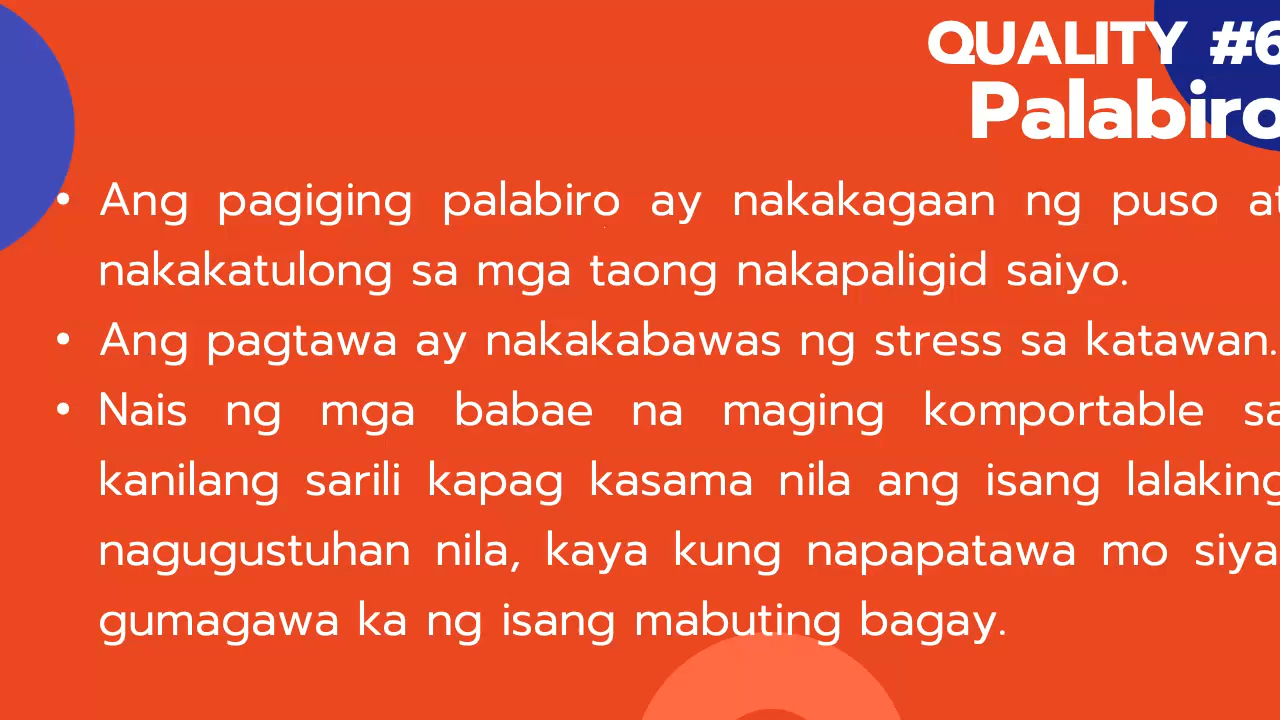 QUALITY #6
Palabiro
• Ang pagiging palabiro ay nakakagaan ng puso at
nakakatulong sa mga taong nakapaligid saiyo.
• Ang pagtawa ay nakakabawas ng stress sa katawan.
• Nais ng mga babae na maging komportable sa
kanilang sarili kapag kasama nila ang isang lalaking
nagugustuhan nila, kaya kung napapatawa mo siya
gumagawa ka ng isang mabuting bagay.